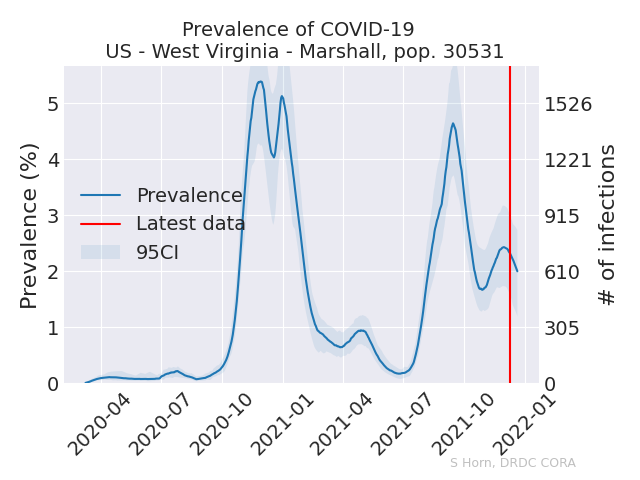 Prevalence of COVID-19
US - West Virginia - Marshall, pop. 30531
Prevalence (%)
5
4
3
2
1
0
Prevalence
Latest data
95CI
1526
1221
915
610
305
0
# of infections
2020-04
2020-07
2020-10
2021-01
2021-04
2021-07
2021-10
2022-01
S Horn, DRDC CORA